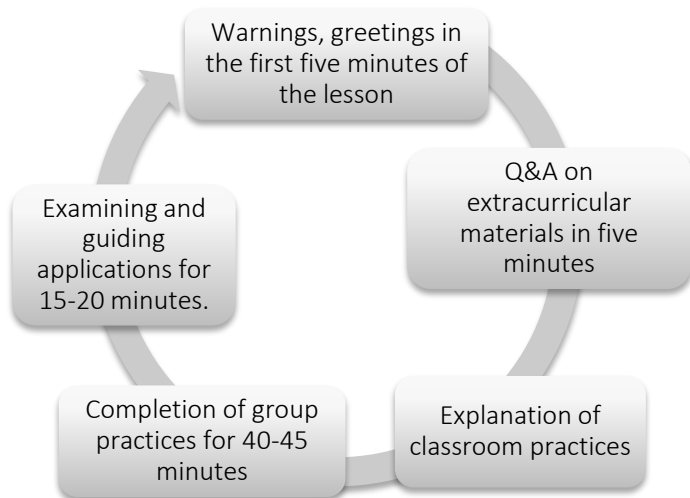 Warnings, greetings in
the first five minutes of
the lesson
Q&A on
extracurricular
materials in five
minutes
Explanation of
classroom practices
Completion of group
practices for 40-45
minutes
Examining and
guiding
applications for
15-20 minutes.